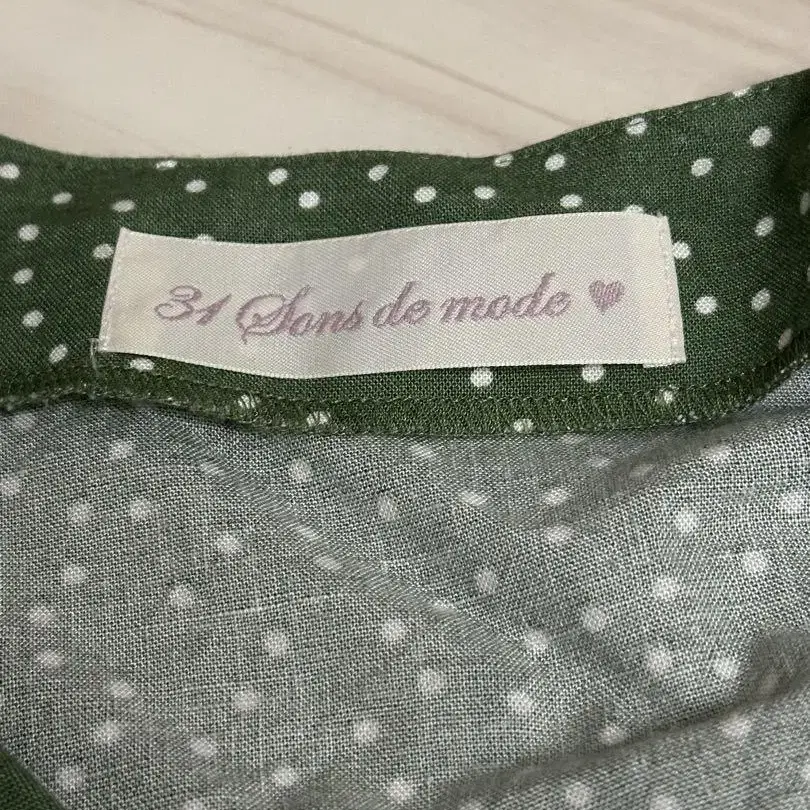 31 Sons de mode ♥